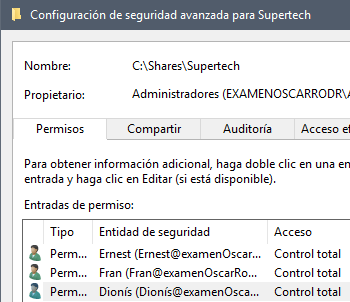 Configuración de seguridad avanzada para Supertech
Nombre: C:\Shares\Supertech
Propietario: Administradores (EXAMENOSCARRODR\A
Permisos Compartir Auditoría Acceso ef
Para obtener información adicional, haga doble clic en una en
entrada y haga clic en Editar (si está disponible).
Entradas de permiso:
Tipo Entidad de seguridad Acceso
Perm... Ernest (Ernest@examenOscar... Control total
Perm... Fran (Fran@examenOscarRo... Control total
Perm... Dionís (Dionís@examenOsca... Control total